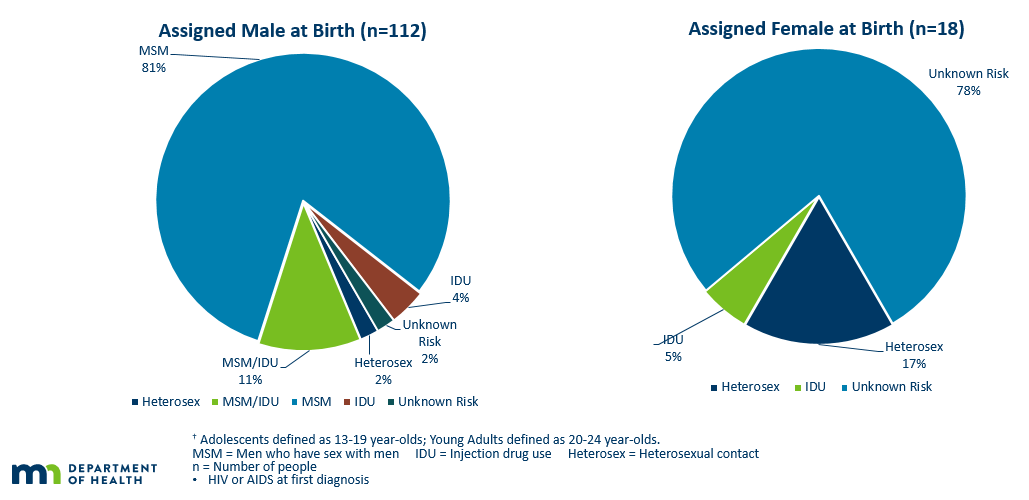 Assigned Male at Birth (n=112)
MSM
81%
IDU
4%
Unknown
Risk
2%
Heterosex
2%
MSM/IDU
11%
Heterosex MSM/IDU MSM IDU Unknown Risk
Assigned Female at Birth (n=18)
Unknown Risk
78%
IDU
5%
Heterosex
17%
Heterosex IDU Unknown Risk
† Adolescents defined as 13-19 year-olds; Young Adults defined as 20-24 year-olds.
MSM = Men who have sex with men IDU = Injection drug use Heterosex = Heterosexual contact
n = Number of people
• HIV or AIDS at first diagnosis
mn DEPARTMENT
OF HEALTH